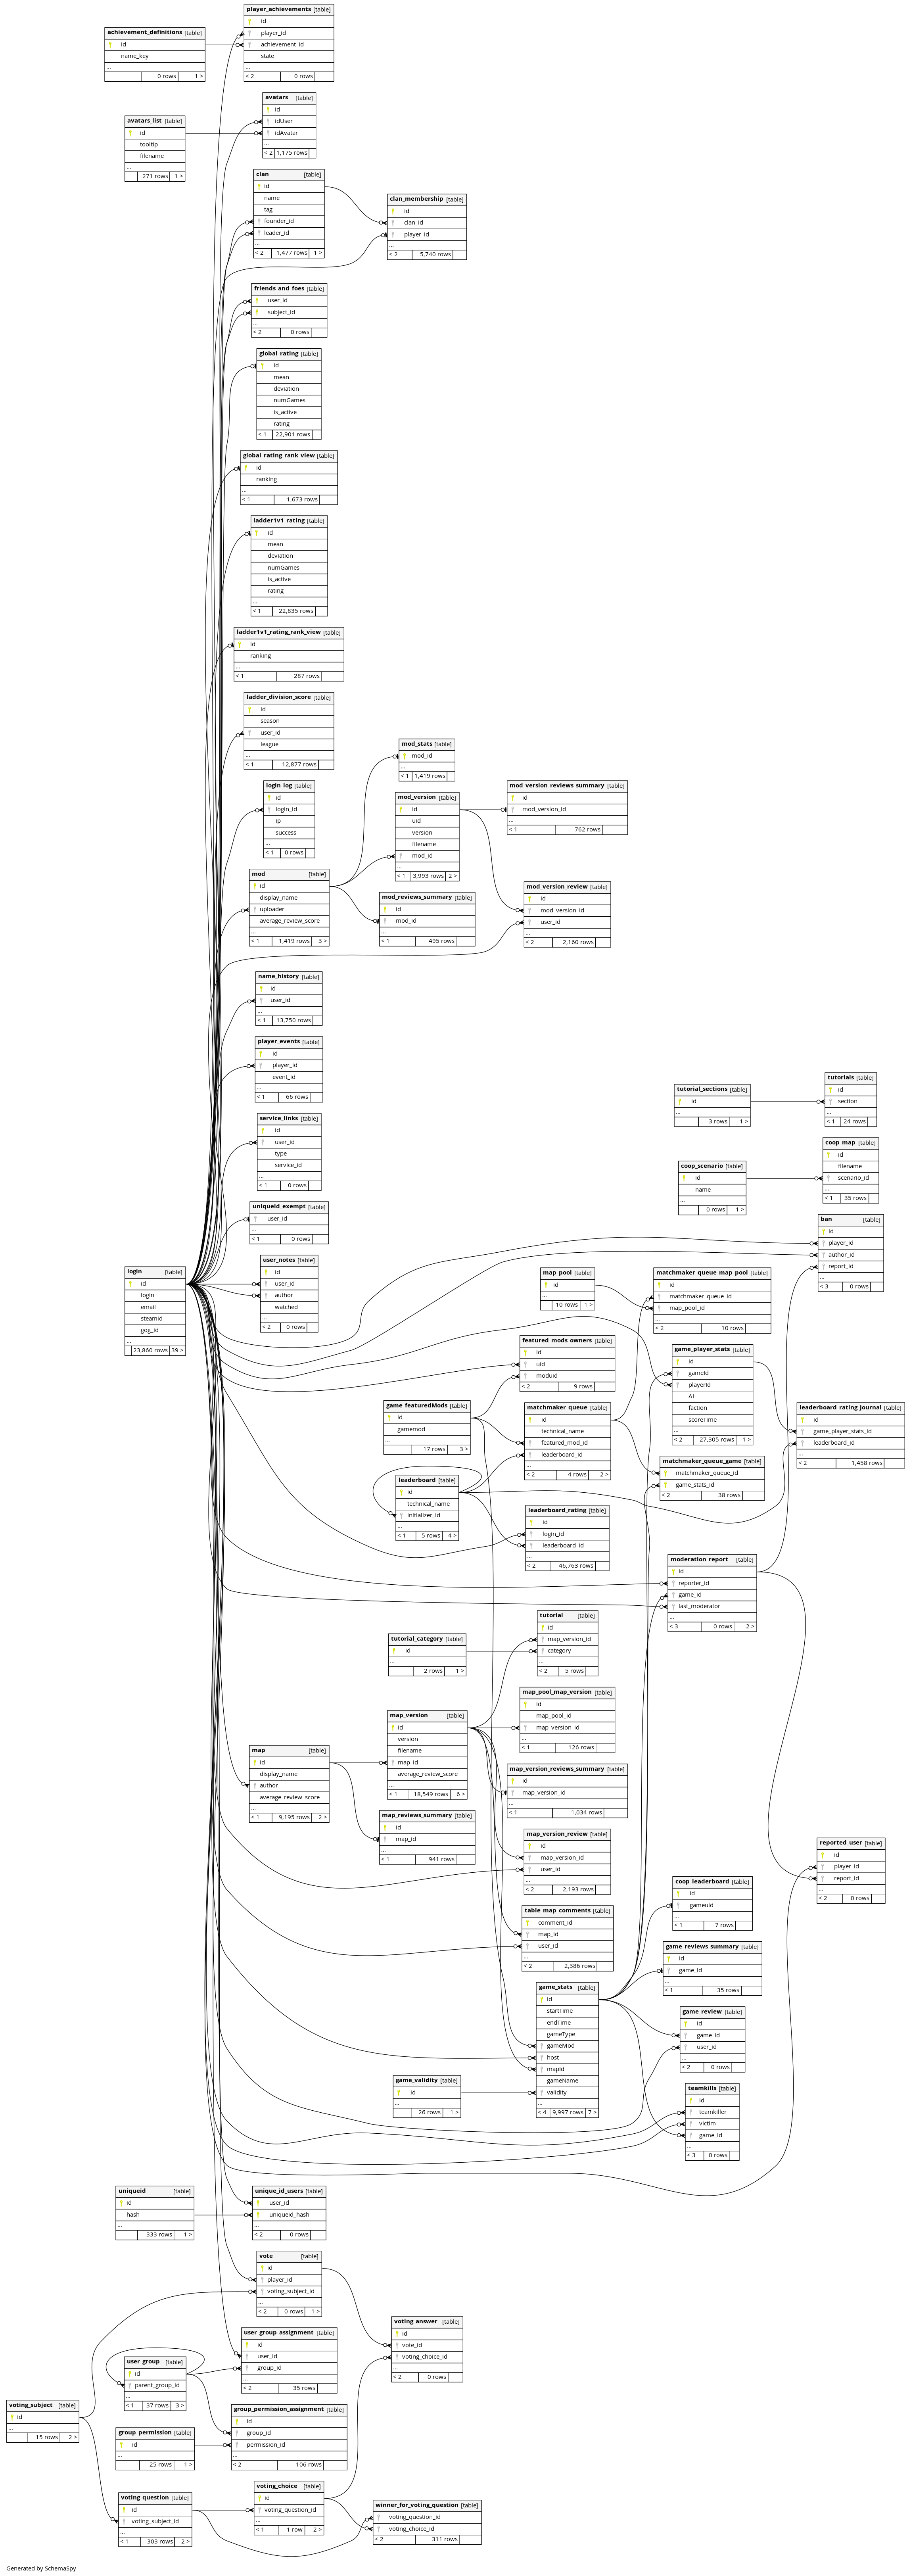 player_achievements [table]
id
player_id
achievement_id
state
...
< 2 0 rows
achievement_definitions [table]
id
name_key
...
0 rows 1 >
avatars [table]
id
idUser
idAvatar
...
< 2 1,175 rows
avatars_list [table]
id
tooltip
filename
...
271 rows 1 >
clan [table]
id
name
tag
founder_id
leader_id
...
< 2 1,477 rows 1 >
clan_membership [table]
id
clan_id
player_id
...
< 2 5,740 rows
friends_and_foes [table]
user_id
subject_id
...
< 2 0 rows
global_rating [table]
id
mean
deviation
numGames
is_active
rating
< 1 22,901 rows
global_rating_rank_view [table]
id
ranking
...
< 1 1,673 rows
ladder1v1_rating [table]
id
mean
deviation
numGames
is_active
rating
...
< 1 22,835 rows
ladder1v1_rating_rank_view [table]
id
ranking
...
< 1 287 rows
ladder_division_score [table]
id
season
user_id
league
...
< 1 12,877 rows
mod_stats [table]
mod_id
...
< 1 1,419 rows
login_log [table]
id
login_id
ip
success
...
< 1 0 rows
mod_version [table]
id
uid
version
filename
mod_id
...
< 1 3,993 rows 2 >
mod_version_reviews_summary [table]
id
mod_version_id
...
< 1 762 rows
mod [table]
id
display_name
uploader
average_review_score
...
< 1 1,419 rows 3 >
mod_reviews_summary [table]
id
mod_id
...
< 1 495 rows
mod_version_review [table]
id
mod_version_id
user_id
...
< 2 2,160 rows
name_history [table]
id
user_id
...
< 1 13,750 rows
player_events [table]
id
player_id
event_id
...
< 1 66 rows
service_links [table]
id
user_id
type
service_id
...
< 1 0 rows
tutorial_sections [table]
id
...
3 rows 1 >
tutorials [table]
id
section
...
< 1 24 rows
coop_scenario [table]
id
name
...
0 rows 1 >
coop_map [table]
id
filename
scenario_id
...
< 1 35 rows
uniqueid_exempt [table]
user_id
...
< 1 0 rows
ban [table]
id
player_id
author_id
report_id
...
< 3 0 rows
login [table]
id
login
email
steamid
gog_id
...
23,860 rows 39 >
user_notes [table]
id
user_id
author
watched
...
< 2 0 rows
map_pool [table]
id
...
10 rows 1 >
matchmaker_queue_map_pool [table]
id
matchmaker_queue_id
map_pool_id
...
< 2 10 rows
featured_mods_owners [table]
id
uid
moduid
...
< 2 9 rows
game_player_stats [table]
id
gameId
playerId
AI
faction
scoreTime
...
< 2 27,305 rows 1 >
game_featuredMods [table]
id
gamemod
...
17 rows 3 >
matchmaker_queue [table]
id
technical_name
featured_mod_id
leaderboard_id
...
< 2 4 rows 2 >
leaderboard_rating_journal [table]
id
game_player_stats_id
leaderboard_id
...
< 2 1,458 rows
matchmaker_queue_game [table]
matchmaker_queue_id
game_stats_id
< 2 38 rows
leaderboard [table]
id
technical_name
initializer_id
...
< 1 5 rows 4 >
leaderboard_rating [table]
id
login_id
leaderboard_id
...
< 2 46,763 rows
moderation_report [table]
id
reporter_id
game_id
last_moderator
...
< 3 0 rows 2 >
tutorial [table]
id
map_version_id
category
...
< 2 5 rows
tutorial_category [table]
id
...
2 rows 1 >
map_pool_map_version [table]
id
map_pool_id
map_version_id
...
< 1 126 rows
map_version [table]
id
version
filename
map_id
average_review_score
...
< 1 18,549 rows 6 >
map [table]
id
display_name
author
average_review_score
...
< 1 9,195 rows 2 >
map_version_reviews_summary [table]
id
map_version_id
...
< 1 1,034 rows
map_reviews_summary [table]
id
map_id
...
< 1 941 rows
map_version_review [table]
id
map_version_id
user_id
...
< 2 2,193 rows
reported_user [table]
id
player_id
report_id
...
< 2 0 rows
coop_leaderboard [table]
id
gameuid
...
< 1 7 rows
table_map_comments [table]
comment_id
map_id
user_id
...
< 2 2,386 rows
game_reviews_summary [table]
id
game_id
...
< 1 35 rows
game_stats [table]
id
startTime
endTime
gameType
gameMod
host
mapId
gameName
validity
...
< 4 9,997 rows 7 >
game_review [table]
id
game_id
user_id
...
< 2 0 rows
game_validity [table]
id
...
26 rows 1 >
teamkills [table]
id
teamkiller
victim
game_id
...
< 3 0 rows
uniqueid [table]
id
hash
...
333 rows 1 >
unique_id_users [table]
user_id
uniqueid_hash
...
< 2 0 rows
vote [table]
id
player_id
voting_subject_id
...
< 2 0 rows 1 >
voting_answer [table]
id
vote_id
voting_choice_id
...
< 2 0 rows
user_group_assignment [table]
id
user_id
group_id
...
< 2 35 rows
user_group [table]
id
parent_group_id
...
< 1 37 rows 3 >
voting_subject [table]
id
...
15 rows 2 >
group_permission_assignment [table]
id
group_id
permission_id
...
< 2 106 rows
group_permission [table]
id
...
25 rows 1 >
voting_choice [table]
id
voting_question_id
...
< 1 1 row 2 >
voting_question [table]
id
voting_subject_id
...
< 1 303 rows 2 >
winner_for_voting_question [table]
voting_question_id
voting_choice_id
< 2 311 rows
Generated by SchemaSpy